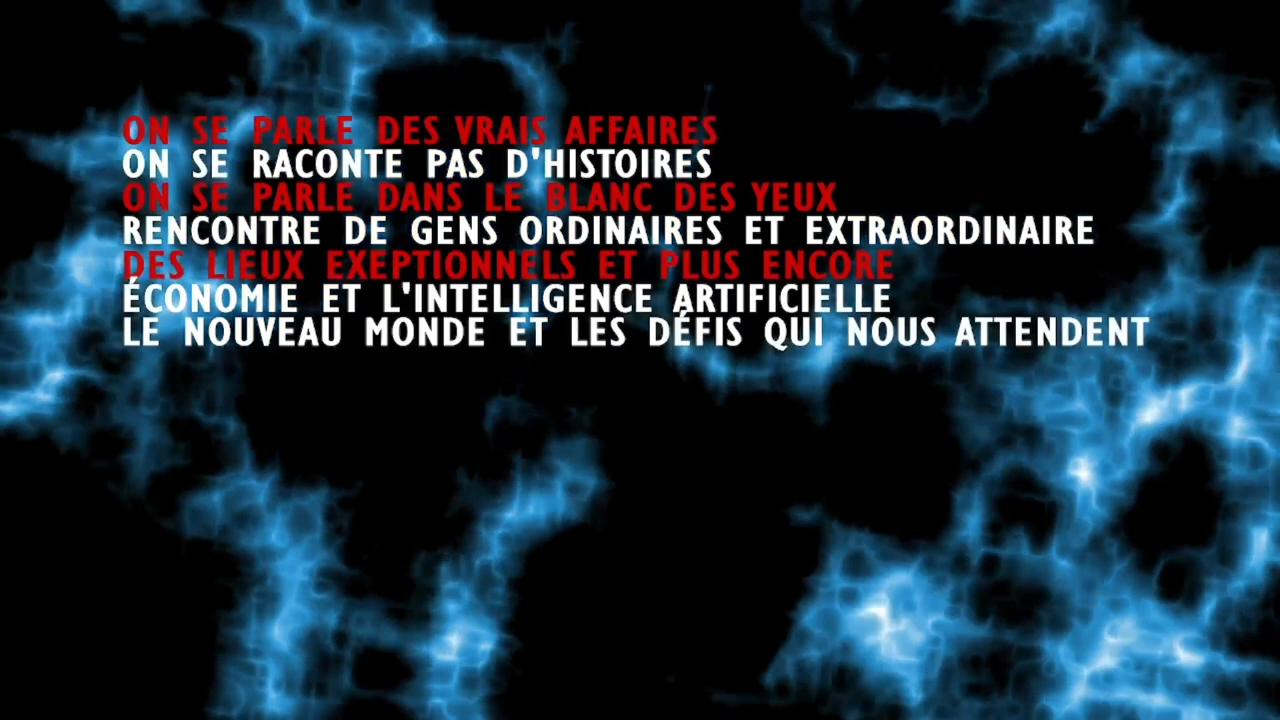 ON SE PARLE DES VRAIS AFFAIRES
ON SE RACONTE PAS D'HISTOIRES
ON SE PARLE DANS LE BLANC DES YEUX
RENCONTRE DE GENS ORDINAIRES ET EXTRAORDINAIRE
DES LIEUX EXEPTIONNELS ET PLUS ENCORE
ÉCONOMIE ET L'INTELLIGENCE ARTIFICIELLE
LE NOUVEAU MONDE ET LES DÉFIS QUI NOUS ATTENDENT